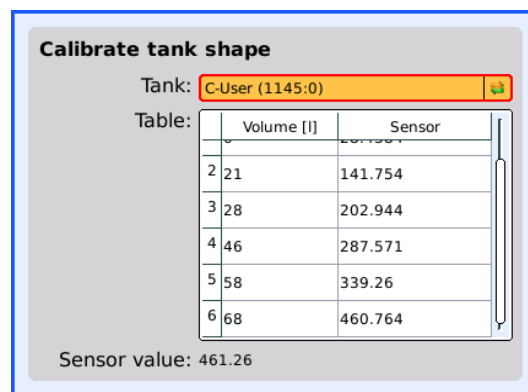 Calibrate tank shape
Tank: C-User (1145:0)
Table: Volume [l] Sensor
2 21 141.754
3 28 202.944
4 46 287.571
5 58 339.26
6 68 460.764
Sensor value: 461.26